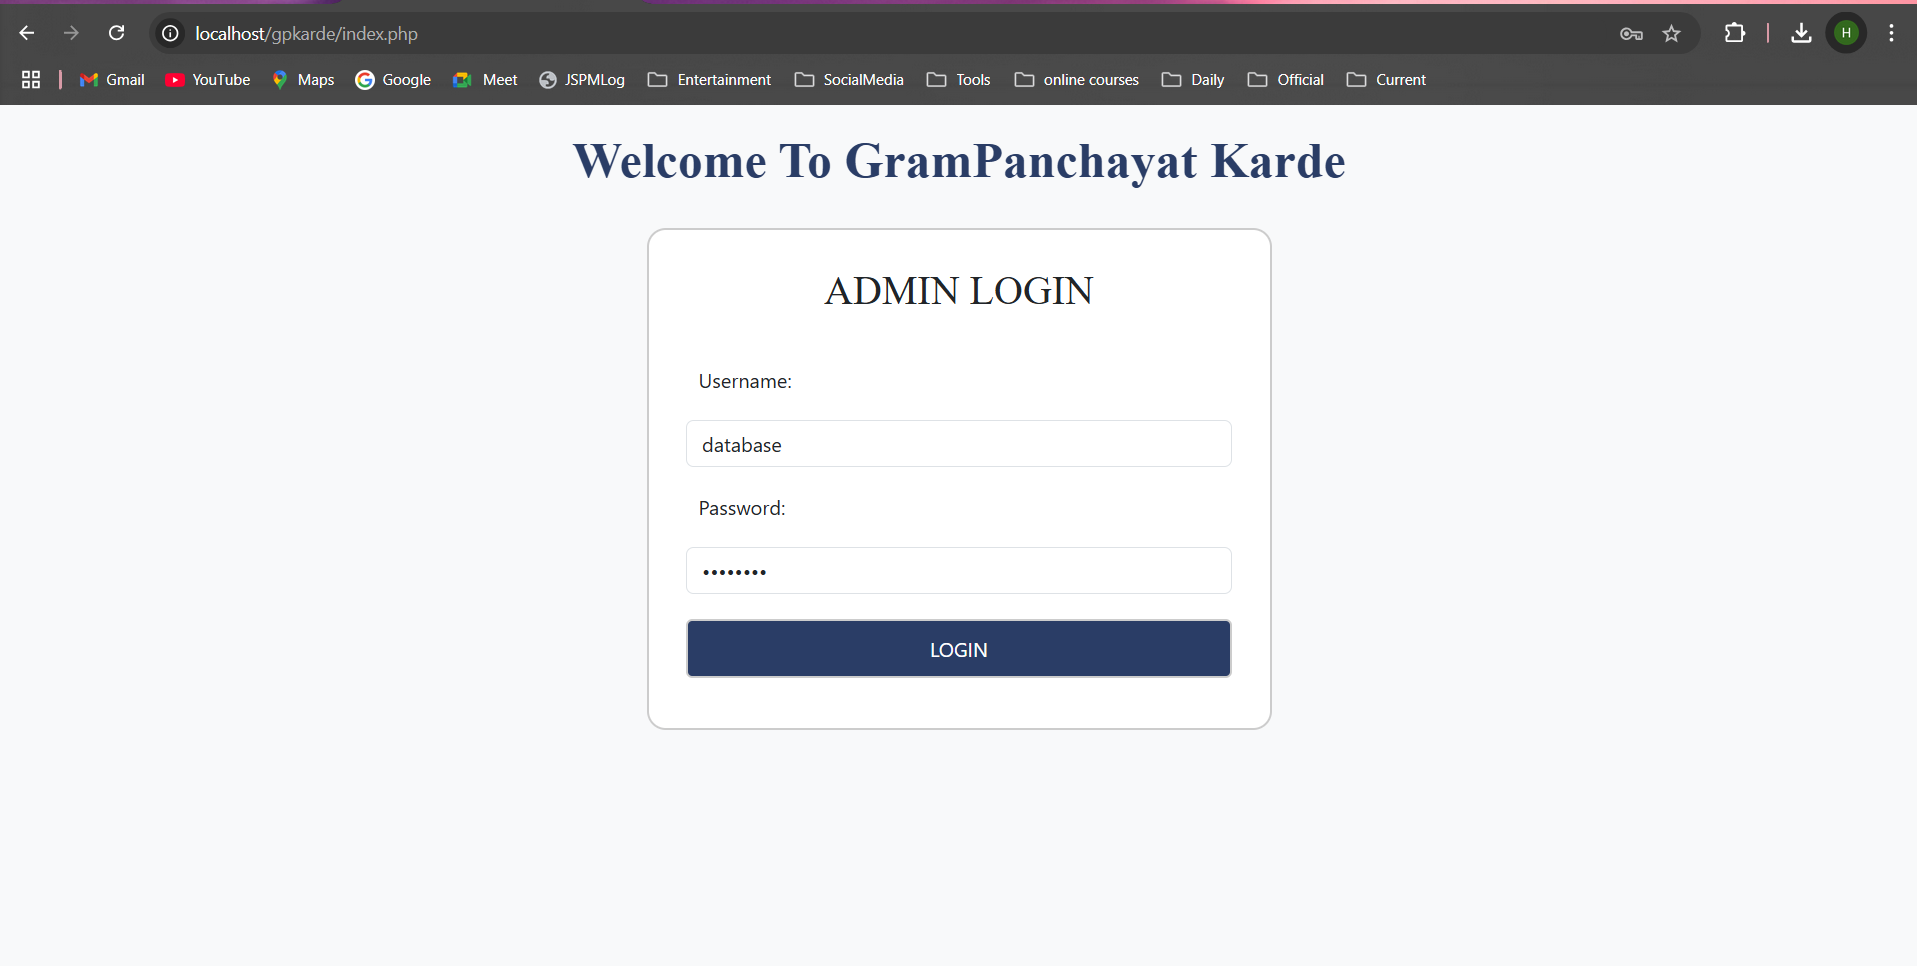 localhost/gpkarde/index.php
H
Gmail YouTube Maps Google Meet JSPMLog Entertainment SocialMedia Tools online courses Daily Official Current
Welcome To GramPanchayat Karde
ADMIN LOGIN
Username:
database
Password:
••••••••
LOGIN